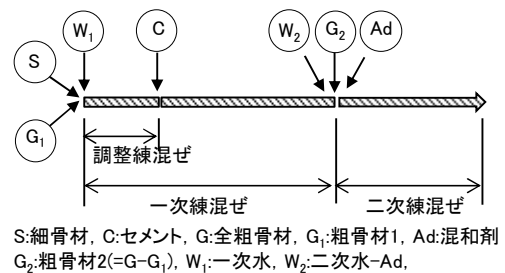 W₁ C W₂ G₂ Ad
S
G₁
調整練混ぜ
一次練混ぜ 二次練混ぜ
S:細骨材, C:セメント, G:全粗骨材, G₁:粗骨材1, Ad:混和剤
G₂:粗骨材2(=G-G₁), W₁:一次水, W₂:二次水-Ad,